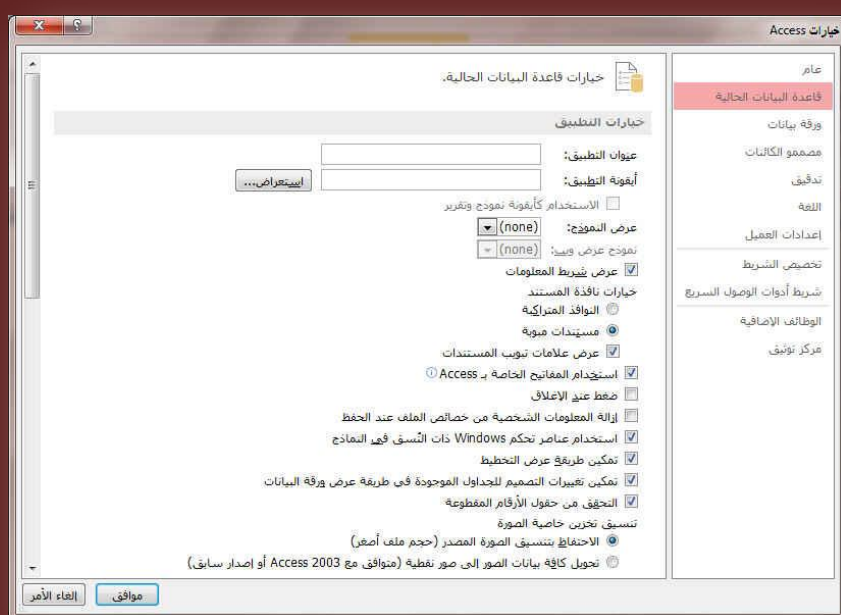 خيارات Access
عام
قاعدة البيانات الحالية
ورقة بيانات
مصممو الكائنات
تدقيق
اللغة
إعدادات العميل
تخصيص الشريط
شريط أدوات الوصول السريع
الوظائف الإضافية
مركز توثيق
خيارات قاعدة البيانات الحالية.
خيارات التطبيق
عنوان التطبيق:
أيقونة التطبيق:
استعراض...
الاستخدام كأيقونة نموذج وتقرير
عرض النموذج: (none)
نموذج عرض ويب: (none)
عرض شريط المعلومات
خيارات نافذة المستند
النوافذ المتراكبة
مستندات مبوبة
عرض علامات تبويب المستندات
استخدام المفاتيح الخاصة بـ Access
ضغط عند الإغلاق
إزالة المعلومات الشخصية من خصائص الملف عند الحفظ
استخدام عناصر تحكم Windows ذات النّسق في النماذج
تمكين طريقة عرض التخطيط
تمكين تغييرات التصميم للجداول الموجودة في طريقة عرض ورقة البيانات
التحقق من حقول الأرقام المقطوعة
تنسيق تخزين خاصية الصورة
الاحتفاظ بتنسيق الصورة المصدر (حجم ملف أصغر)
تحويل كافة بيانات الصور إلى صور نقطية (متوافق مع Access 2003 أو إصدار سابق)
موافق
إلغاء الأمر